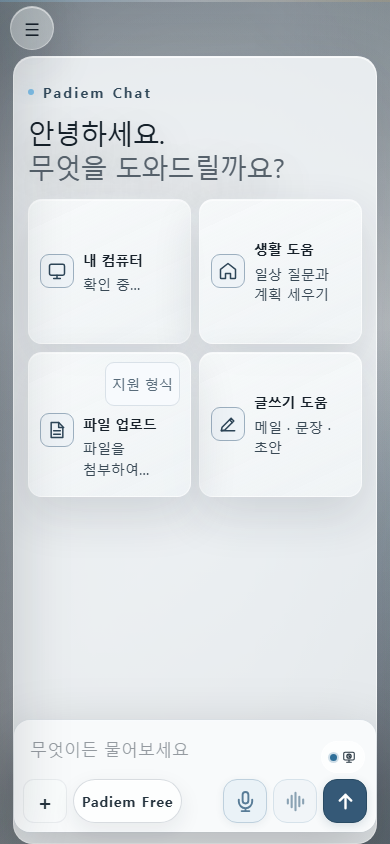 Padiem Chat
안녕하세요.
무엇을 도와드릴까요?
내 컴퓨터
확인 중...
생활 도움
일상 질문과
계획 세우기
지원 형식
파일 업로드
파일을
첨부하여...
글쓰기 도움
메일 · 문장 ·
초안
무엇이든 물어보세요
+
Padiem Free